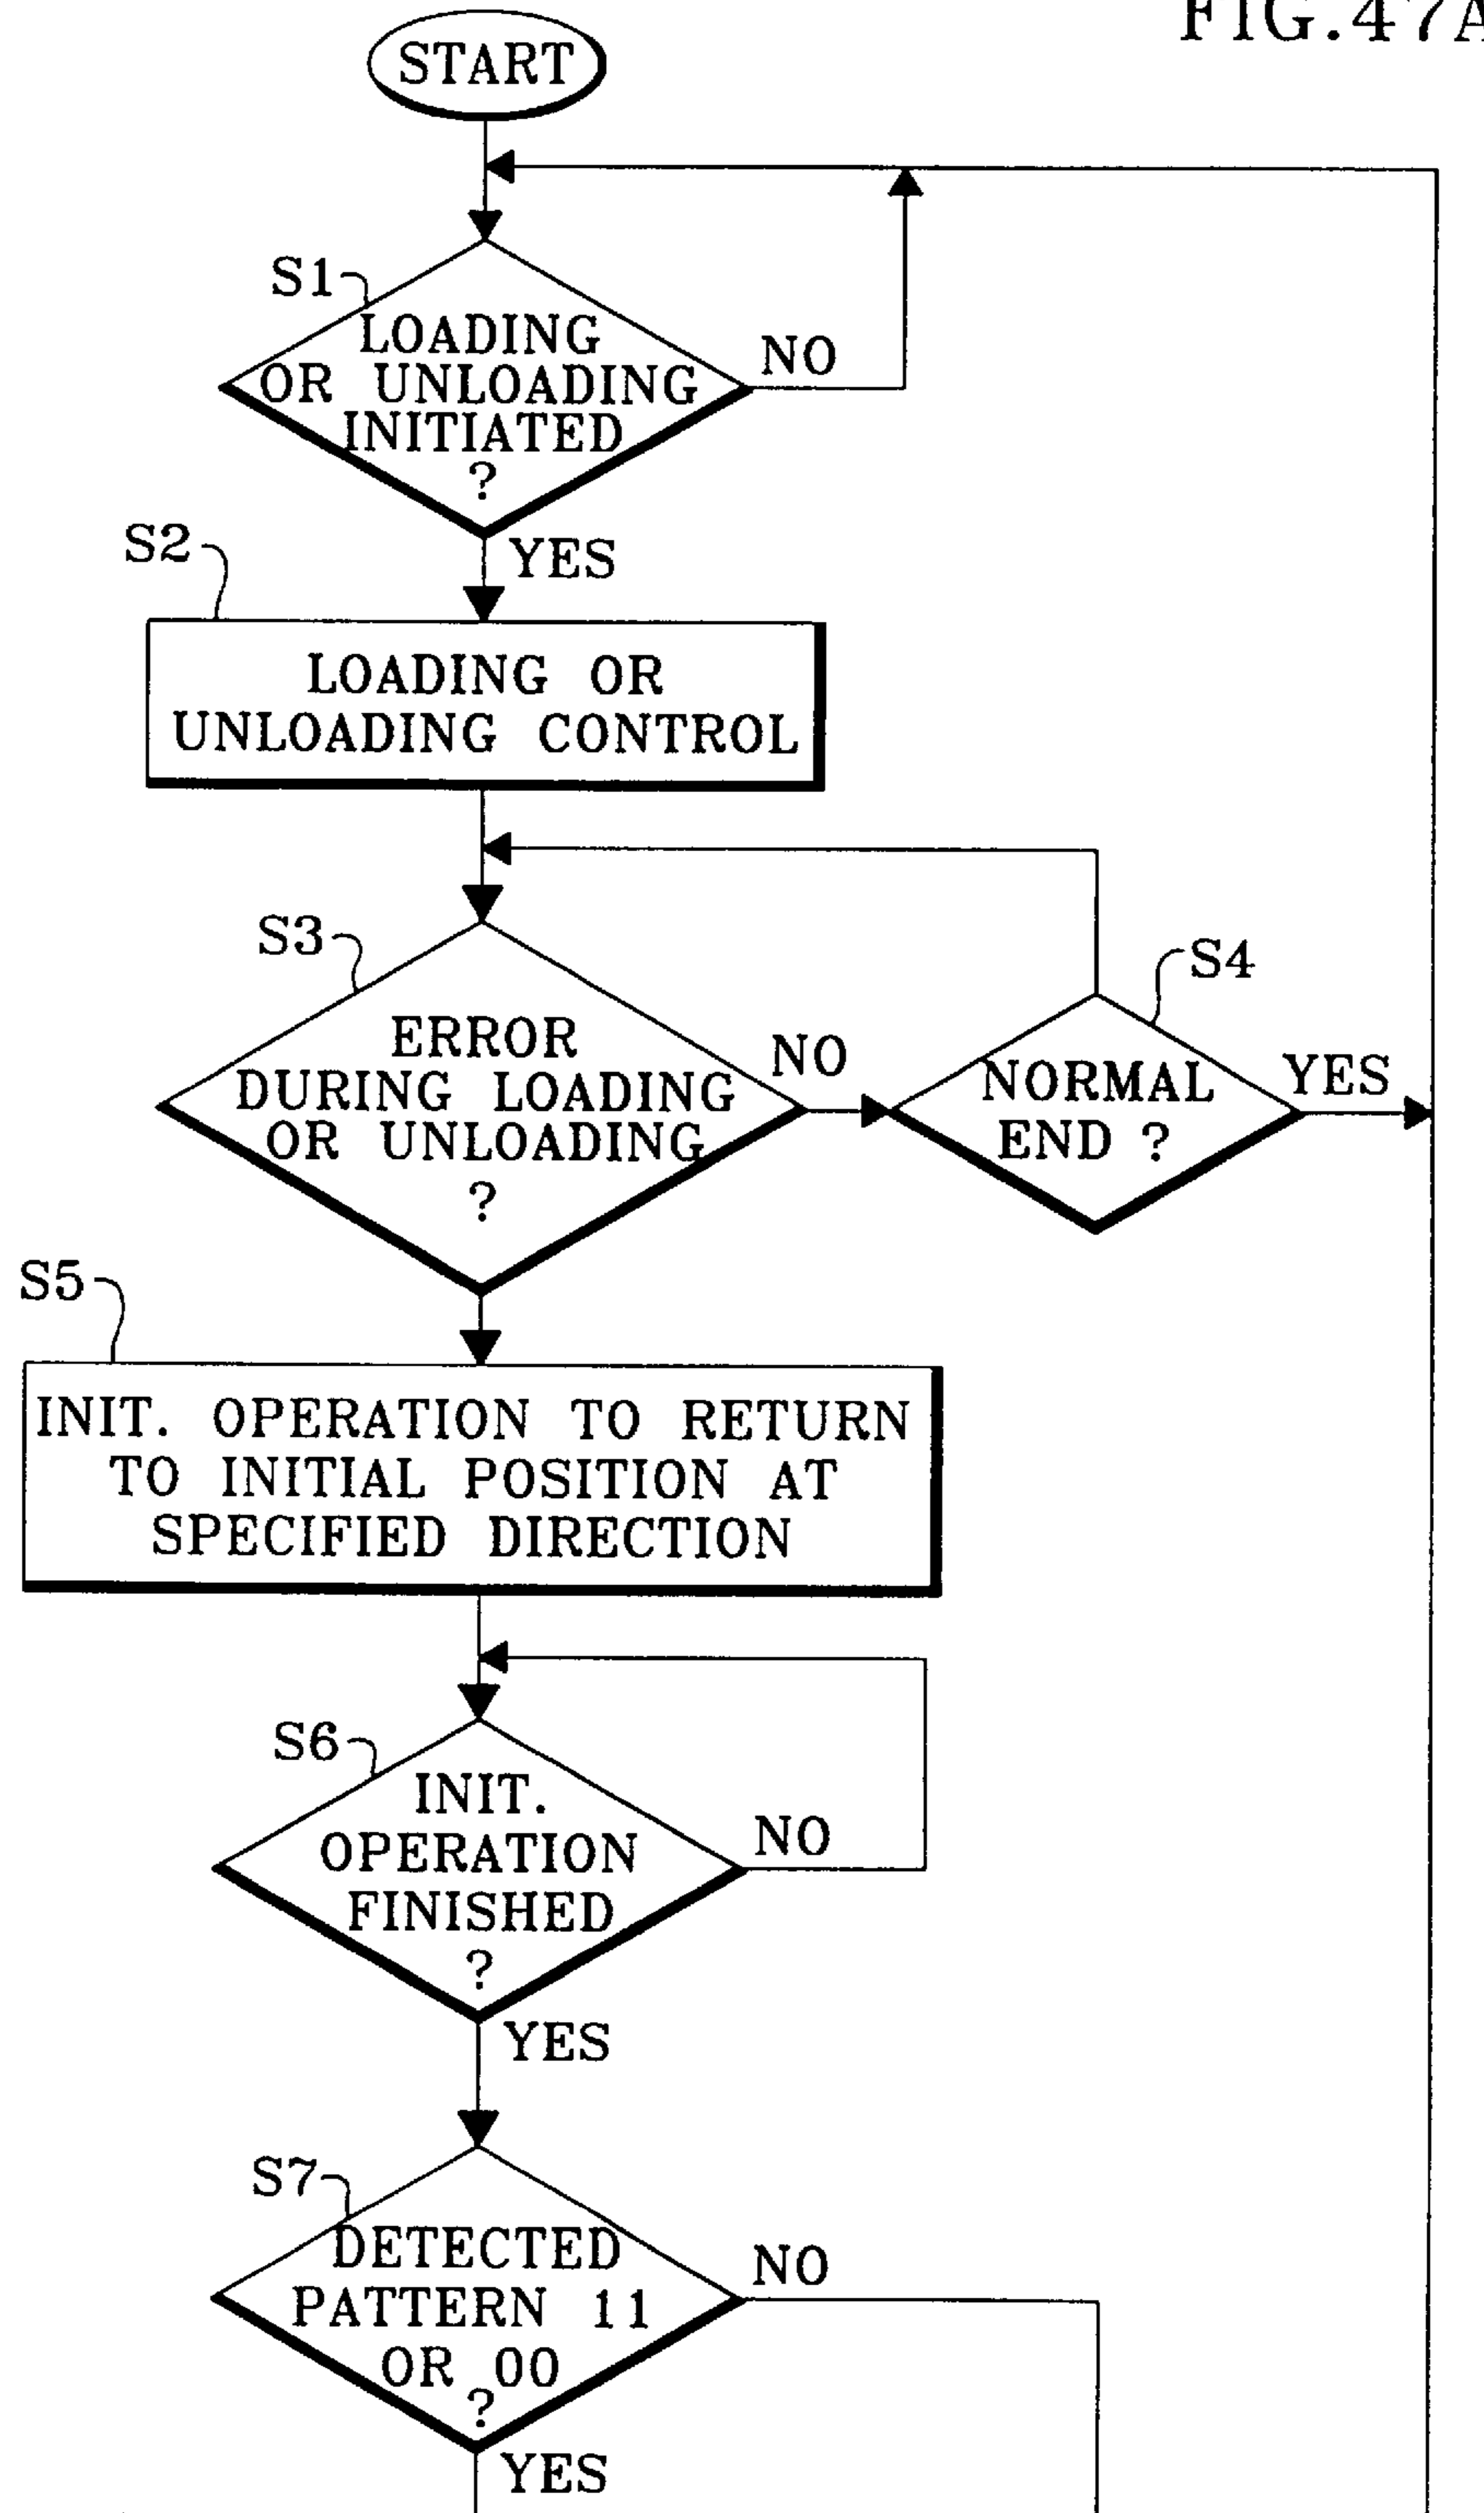 FIG.47A
START
S1
LOADING
OR UNLOADING
INITIATED
?
NO
YES
S2
LOADING OR
UNLOADING CONTROL
S3
ERROR
DURING LOADING
OR UNLOADING
?
NO
S4
NORMAL
END ?
YES
S5
INIT. OPERATION TO RETURN
TO INITIAL POSITION AT
SPECIFIED DIRECTION
S6
INIT.
OPERATION
FINISHED
?
NO
YES
S7
DETECTED
PATTERN 11
OR 00
?
NO
YES